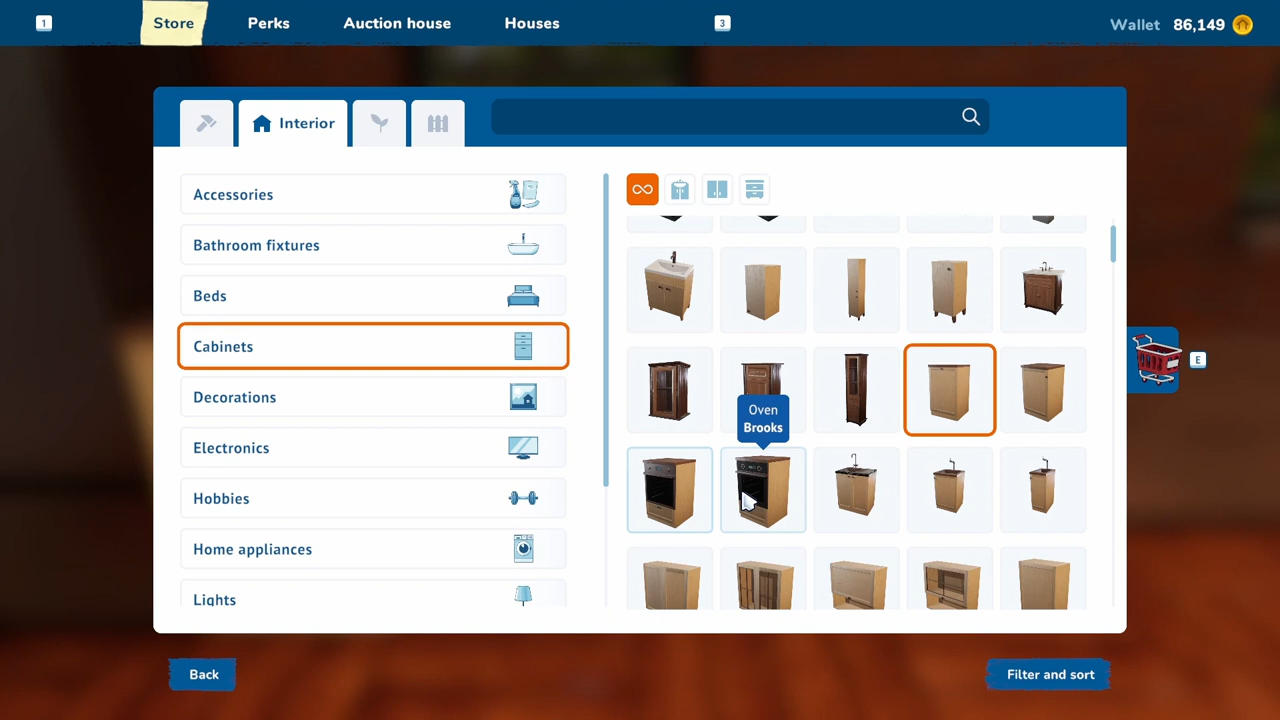 1
Store
Perks
Auction house
Houses
3
Wallet 86,149
Interior
Accessories
Bathroom fixtures
Beds
Cabinets
Decorations
Electronics
Hobbies
Home appliances
Lights
Oven
Brooks
E
Back
Filter and sort